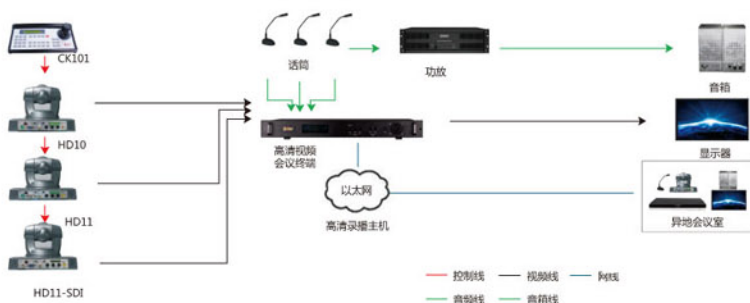 CK101
HD10
HD11
HD11-SDI
话筒
功放
音箱
高清视频
会议终端
显示器
以太网
高清录播主机
异地会议室
控制线
视频线
网线
音频线
音箱线